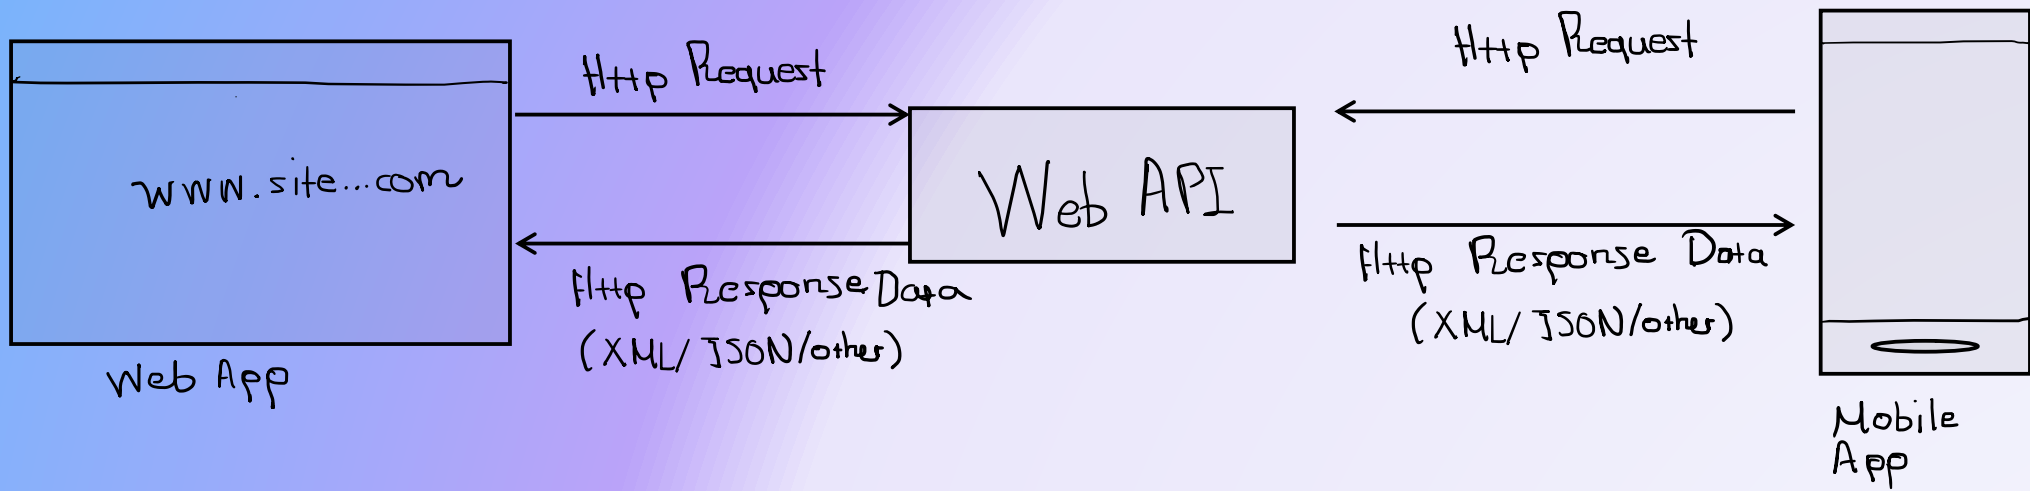 www.site...com
Web App
Http Request
Http Response Data
(XML/JSON/other)
Web API
Http Request
Http Response Data
(XML/JSON/other)
Mobile
App